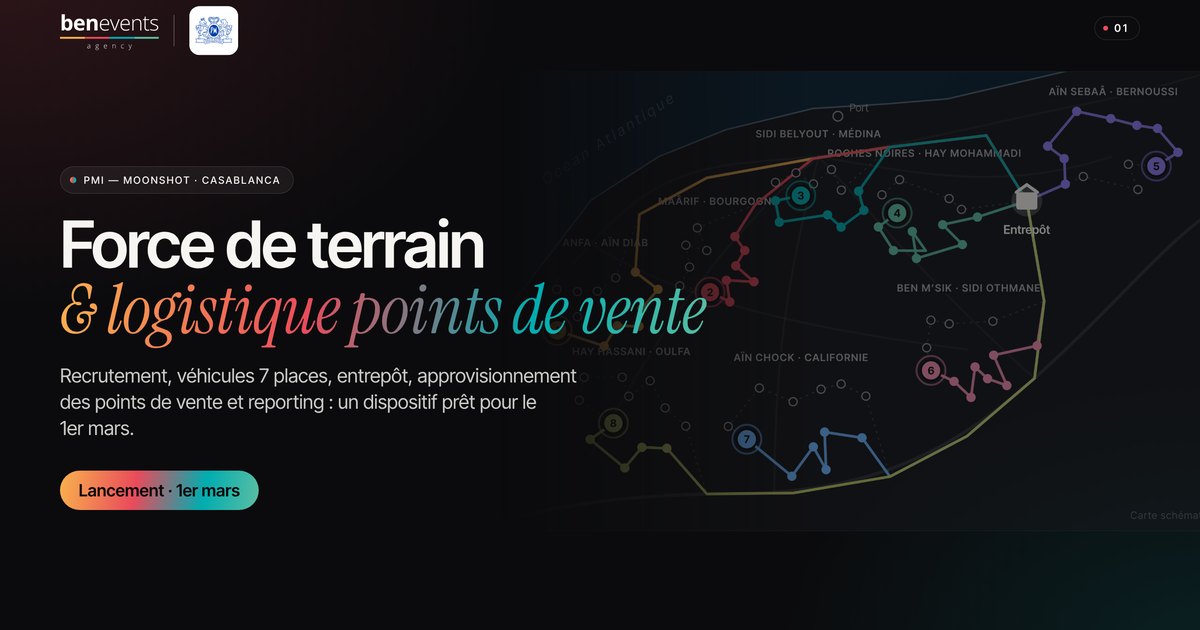 benevents
agency
01
PMI — MOONSHOT · CASABLANCA
Force de terrain
& logistique points de vente
Recrutement, véhicules 7 places, entrepôt, approvisionnement
des points de vente et reporting : un dispositif prêt pour le
1er mars.
Lancement · 1er mars
Océan Atlantique
Port
AÏN SEBAÂ · BERNOUSSI
SIDI BELYOUT · MÉDINA
ROCHES NOIRES · HAY MOHAMMADI
5
3
MAÂRIF · BOURGOGNE
4
Entrepôt
ANFA · AÏN DIAB
2
BEN M'SIK · SIDI OTHMANE
HAY HASSANI · OULFA
AÏN CHOCK · CALIFORNIE
6
8
7
Carte schémat